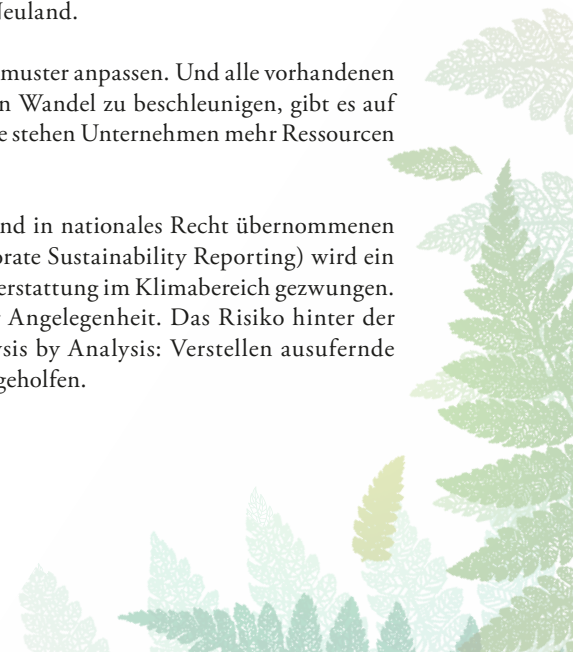 Neuland.
muster anpassen. Und alle vorhandenen
n Wandel zu beschleunigen, gibt es auf
e stehen Unternehmen mehr Ressourcen
nd in nationales Recht übernommenen
orate Sustainability Reporting) wird ein
erstattung im Klimabereich gezwungen.
Angelegenheit. Das Risiko hinter der
ysis by Analysis: Verstellen ausufernde
geholfen.